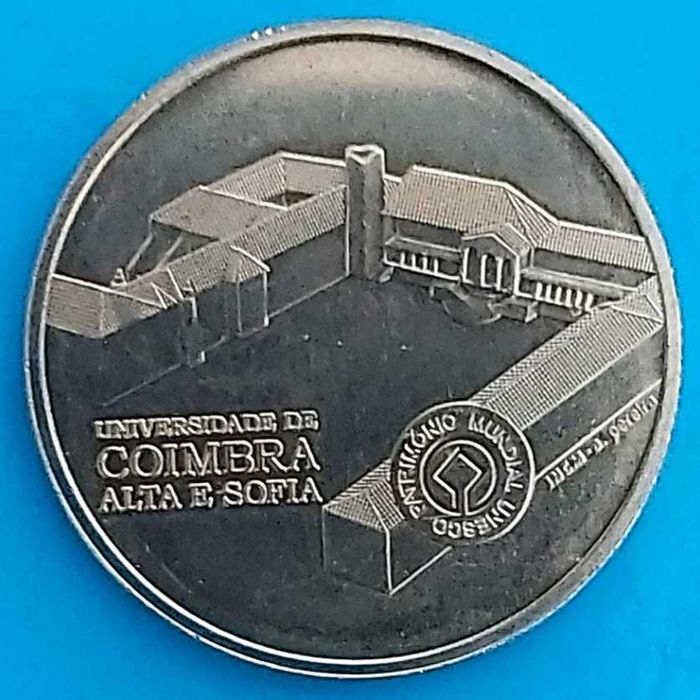 UNIVERSIDADE DE
COIMBRA
ALTA E SOFIA
PATRIMÓNIO MUNDIAL UNESCO